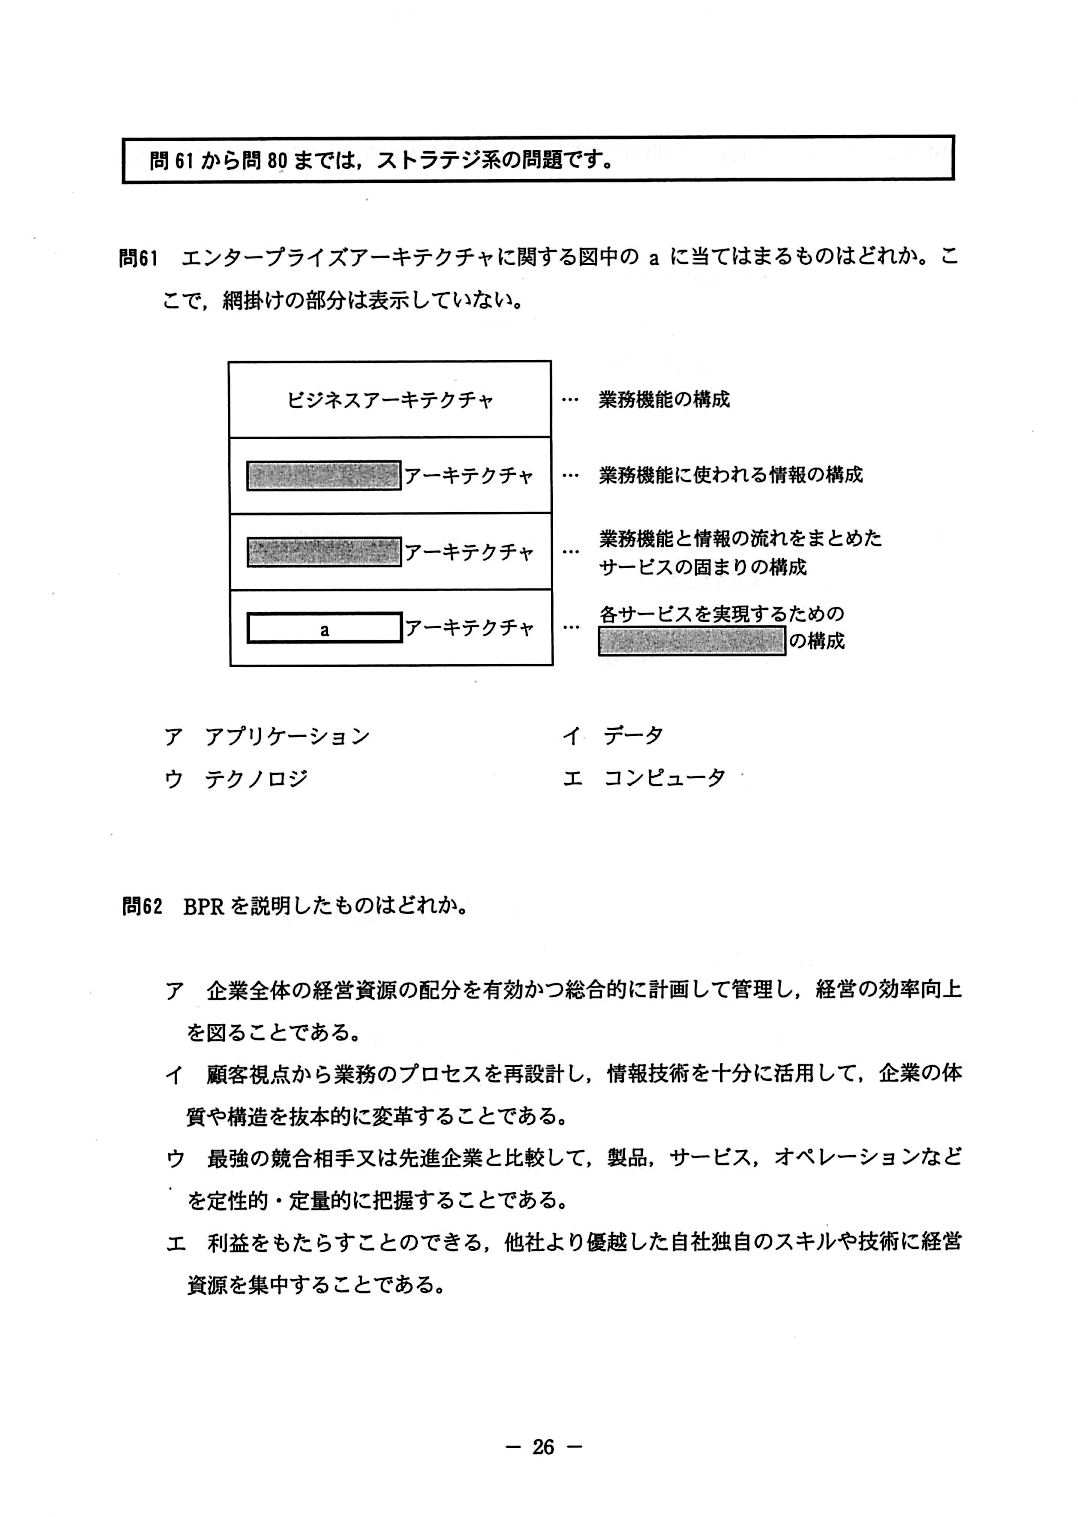 問 61 から問 80 までは，ストラテジ系の問題です。
問61 エンタープライズアーキテクチャに関する図中の a に当てはまるものはどれか。こ
こで，網掛けの部分は表示していない。
ビジネスアーキテクチャ … 業務機能の構成
アーキテクチャ … 業務機能に使われる情報の構成
アーキテクチャ … 業務機能と情報の流れをまとめた
サービスの固まりの構成
a アーキテクチャ … 各サービスを実現するための
の構成
ア アプリケーション イ データ
ウ テクノロジ エ コンピュータ
問62 BPR を説明したものはどれか。
ア 企業全体の経営資源の配分を有効かつ総合的に計画して管理し，経営の効率向上
を図ることである。
イ 顧客視点から業務のプロセスを再設計し，情報技術を十分に活用して，企業の体
質や構造を抜本的に変革することである。
ウ 最強の競合相手又は先進企業と比較して，製品，サービス，オペレーションなど
を定性的・定量的に把握することである。
エ 利益をもたらすことのできる，他社より優越した自社独自のスキルや技術に経営
資源を集中することである。
－ 26 －